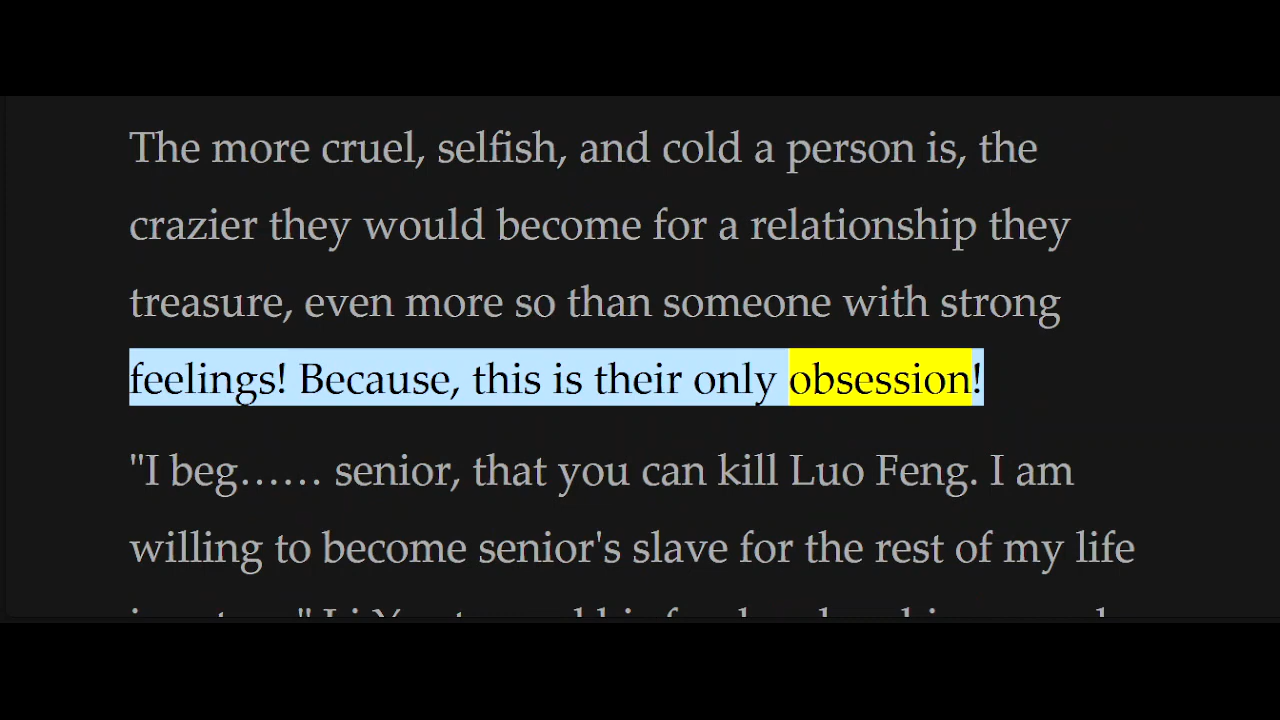 The more cruel, selfish, and cold a person is, the
crazier they would become for a relationship they
treasure, even more so than someone with strong
feelings! Because, this is their only obsession!
"I beg…… senior, that you can kill Luo Feng. I am
willing to become senior's slave for the rest of my life